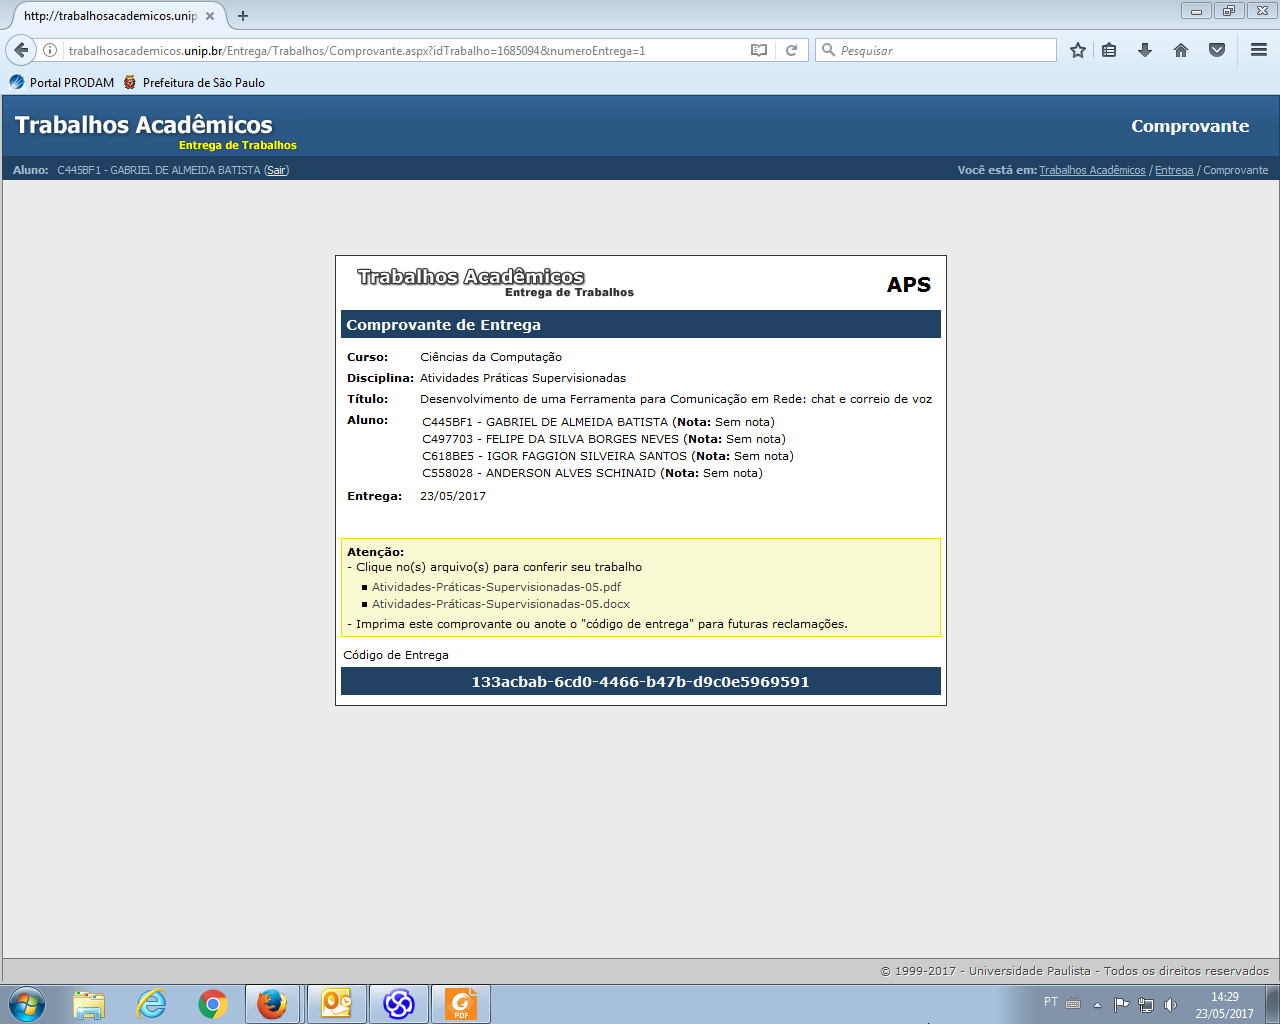 http://trabalhosacademicos.unip
trabalhosacademicos.unip.br/Entrega/Trabalhos/Comprovante.aspx?idTrabalho=1685094&numeroEntrega=1
Pesquisar
Portal PRODAM
Prefeitura de São Paulo
Trabalhos Acadêmicos
Entrega de Trabalhos
Comprovante
Aluno: C445BF1 - GABRIEL DE ALMEIDA BATISTA (Sair)
Você está em: Trabalhos Acadêmicos / Entrega / Comprovante
Trabalhos Acadêmicos
Entrega de Trabalhos
APS
Comprovante de Entrega
Curso: Ciências da Computação
Disciplina: Atividades Práticas Supervisionadas
Título: Desenvolvimento de uma Ferramenta para Comunicação em Rede: chat e correio de voz
Aluno: C445BF1 - GABRIEL DE ALMEIDA BATISTA (Nota: Sem nota)
C497703 - FELIPE DA SILVA BORGES NEVES (Nota: Sem nota)
C618BE5 - IGOR FAGGION SILVEIRA SANTOS (Nota: Sem nota)
C558028 - ANDERSON ALVES SCHINAID (Nota: Sem nota)
Entrega: 23/05/2017
Atenção:
- Clique no(s) arquivo(s) para conferir seu trabalho
Atividades-Práticas-Supervisionadas-05.pdf
Atividades-Práticas-Supervisionadas-05.docx
- Imprima este comprovante ou anote o "código de entrega" para futuras reclamações.
Código de Entrega
133acbab-6cd0-4466-b47b-d9c0e5969591
© 1999-2017 - Universidade Paulista - Todos os direitos reservados
PDF
PT
14:29
23/05/2017